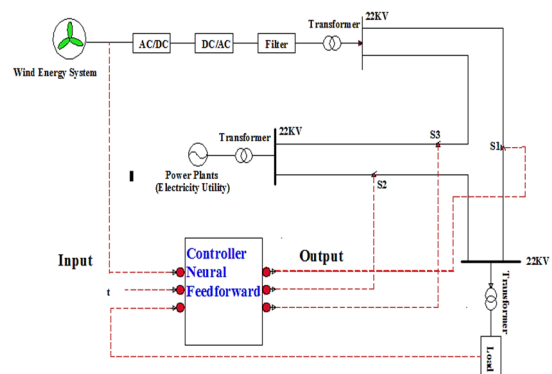 Transformer
22KV
AC/DC
DC/AC
Filter
Wind Energy System
Transformer
22KV
S3
S1
Power Plants
(Electricity Utility)
S2
Input
Controller
Neural
Feedforward
Output
22KV
t
Transformer
Load